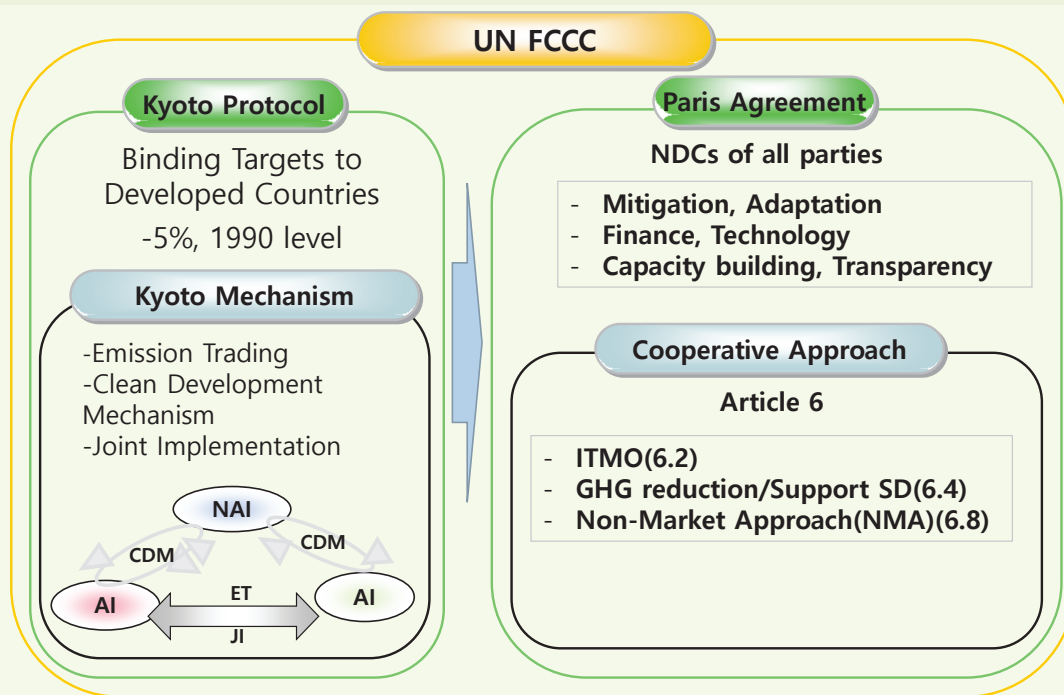 UN FCCC
Kyoto Protocol
Binding Targets to
Developed Countries
-5%, 1990 level
Kyoto Mechanism
-Emission Trading
-Clean Development
Mechanism
-Joint Implementation
NAI
CDM
CDM
AI
ET
AI
JI
Paris Agreement
NDCs of all parties
- Mitigation, Adaptation
- Finance, Technology
- Capacity building, Transparency
Cooperative Approach
Article 6
- ITMO(6.2)
- GHG reduction/Support SD(6.4)
- Non-Market Approach(NMA)(6.8)